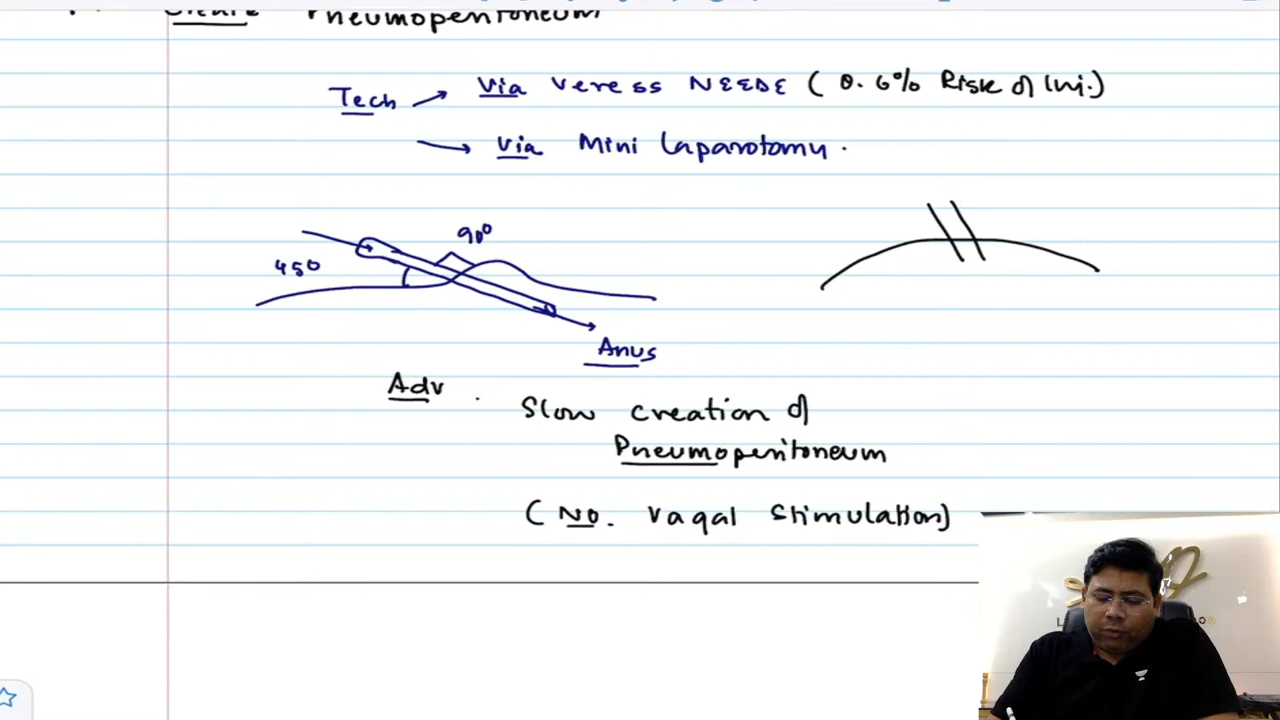 Create Pneumoperitoneum
Tech → Via Veress NEEDE ( 0.6% Risk of Inj.)
→ Via Mini Laparotomy.
90°
45°
Anus
Adv. Slow creation of
Pneumoperitoneum
(No. Vagal Stimulation)